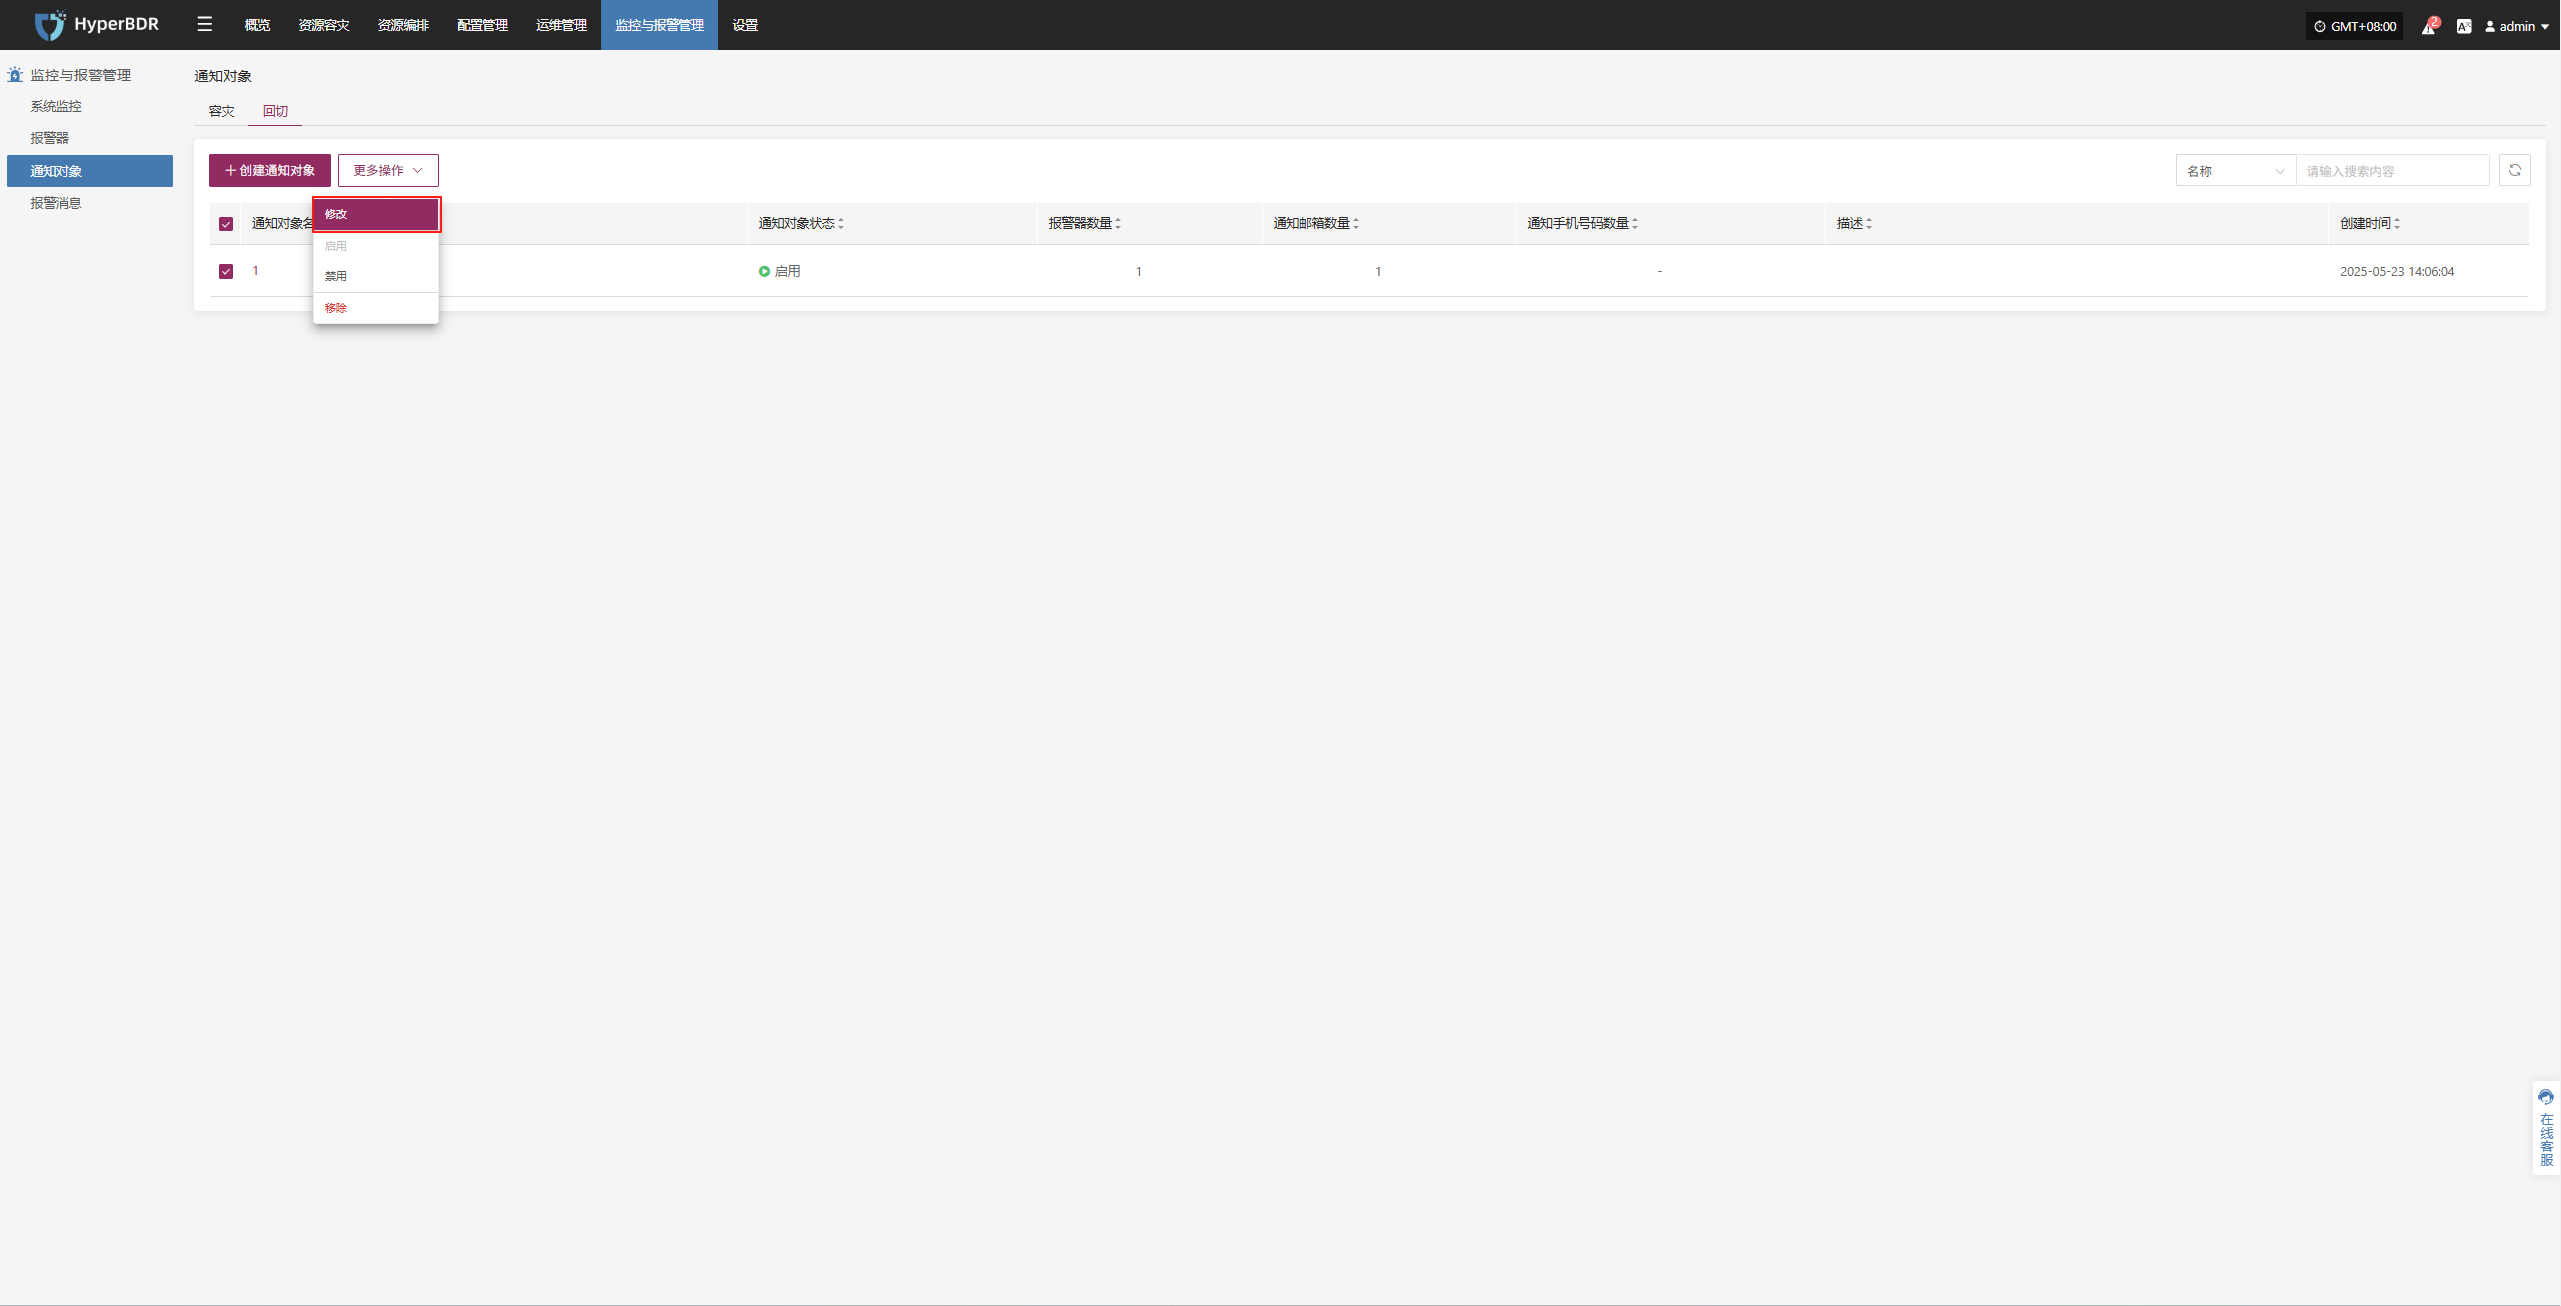 HyperBDR
概览 资源容灾 资源编排 配置管理 运维管理 监控与报警管理 设置
GMT+08:00 2 admin
监控与报警管理
系统监控
报警器
通知对象
报警消息
通知对象
容灾 回切
创建通知对象 更多操作
名称 请输入搜索内容
修改
启用
禁用
移除
通知对象名 通知对象状态 报警器数量 通知邮箱数量 通知手机号码数量 描述 创建时间
1 启用 1 1 - 2025-05-23 14:06:04
在线客服